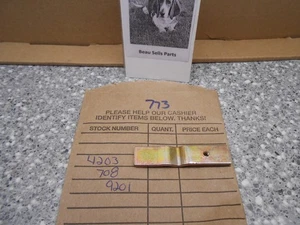 Beau Sells Parts
773
PLEASE HELP OUR CASHIER
IDENTIFY ITEMS BELOW. THANKS!
STOCK NUMBER QUANT. PRICE EACH
4203
708
9201